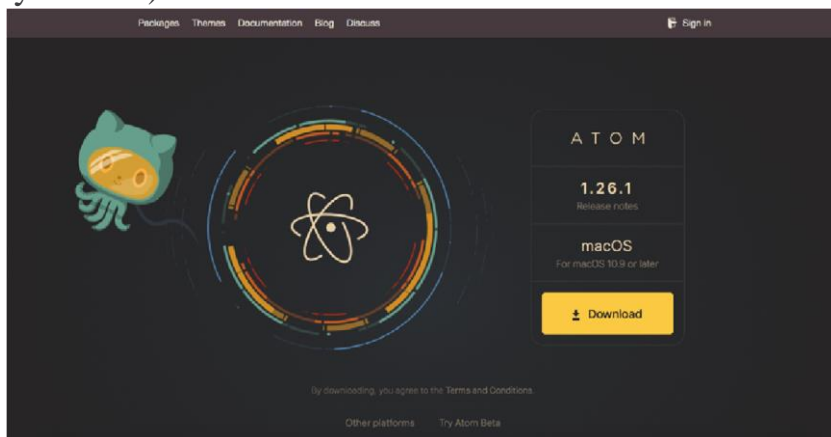 Packages Themes Documentation Blog Discuss Sign in
ATOM
1.26.1
Release notes
macOS
For macOS 10.9 or later
Download
By downloading, you agree to the Terms and Conditions.
Other platforms Try Atom Beta